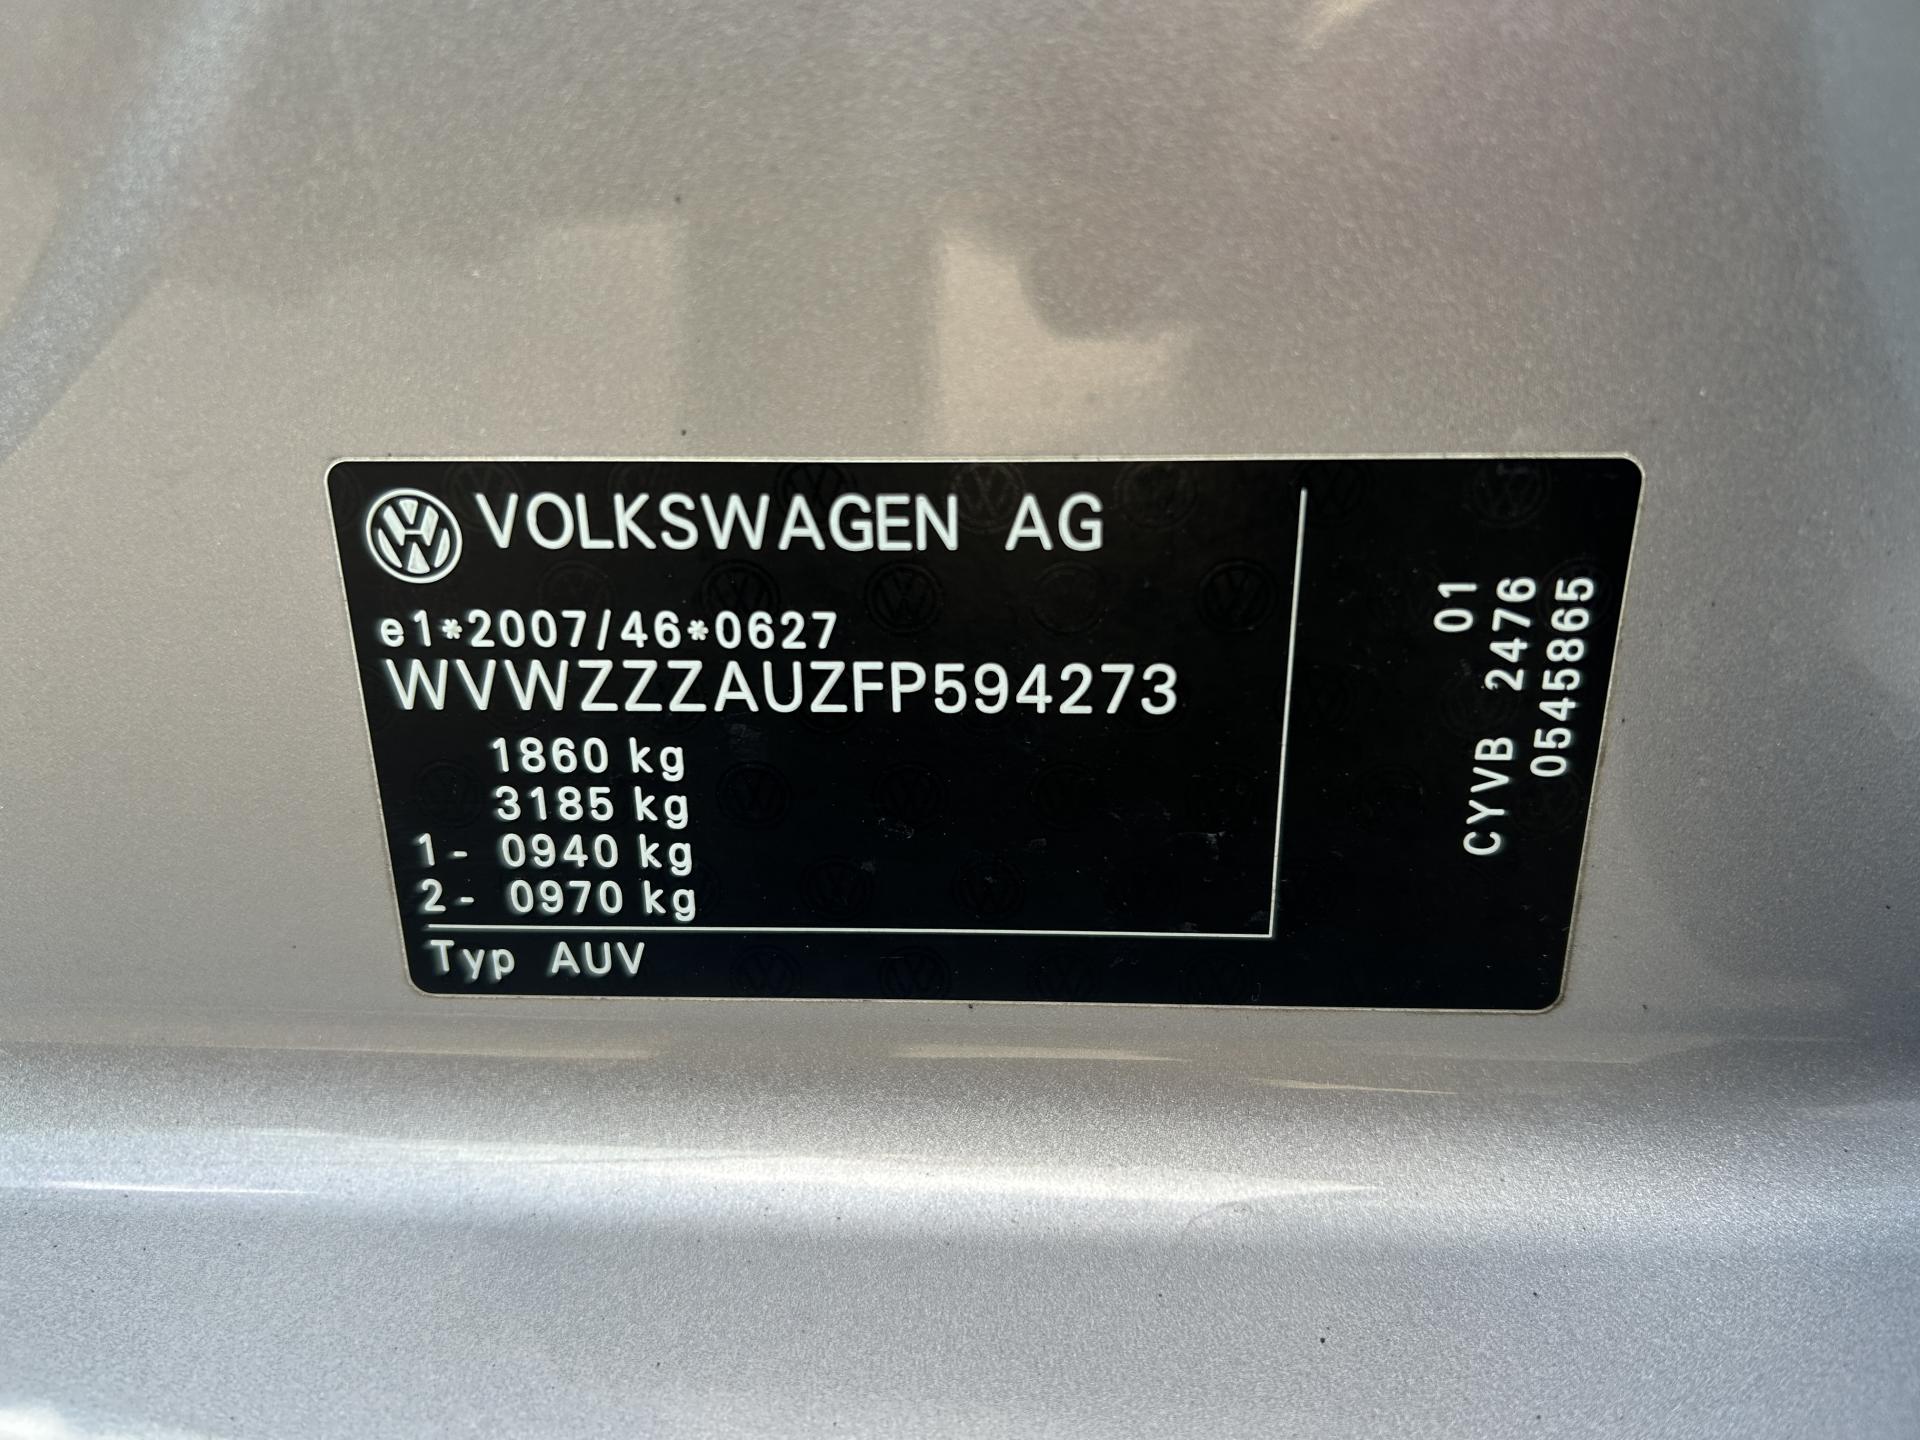 VOLKSWAGEN AG
e1*2007/46*0627
WVWZZZAUZFP594273
1860 kg
3185 kg
1- 0940 kg
2- 0970 kg
Typ AUV
01
CYVB 2476
0545865